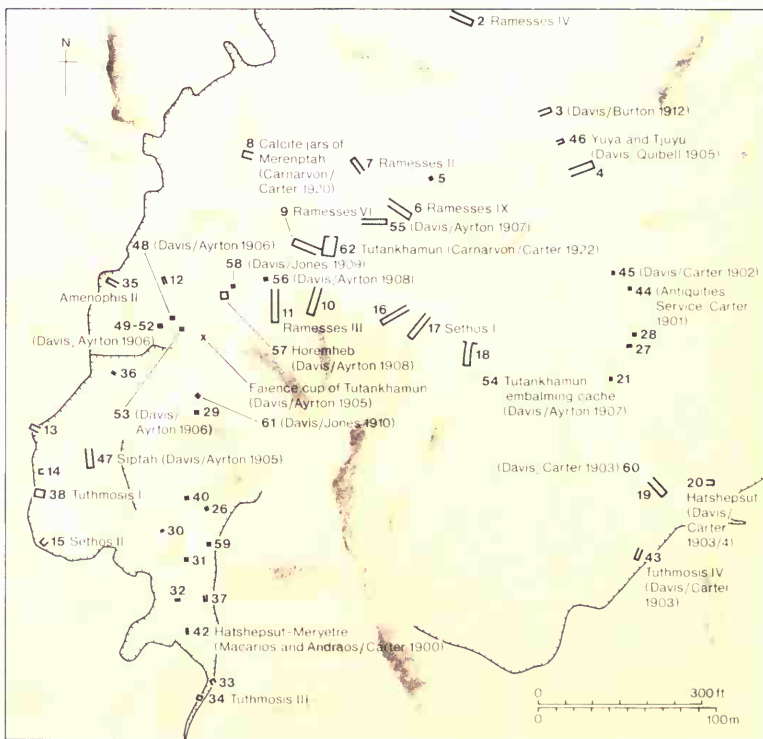 2 Ramesses IV
N
3 (Davis/Burton 1912)
46 Yuya and Tjuyu
(Davis, Quibell 1905)
4
8 Calcite jars of
Merenptah
(Carnarvon/
Carter 1920)
7 Ramesses II
5
6 Ramesses IX
9 Ramesses VI
55 (Davis/Ayrton 1907)
48 (Davis/Ayrton 1906)
62 Tutankhamun (Carnarvon/Carter 1922)
58 (Davis/Jones 1909)
56 (Davis/Ayrton 1908)
35
Amenophis II
12
45 (Davis/Carter 1902)
44 (Antiquities
Service, Carter
1901)
11
Ramesses III
10
16
17 Sethos I
49-52
(Davis, Ayrton 1906)
57 Horemheb
(Davis/Ayrton 1908)
18
28
27
36
x
Faience cup of Tutankhamun
(Davis/Ayrton 1905)
54 Tutankhamun
embalming cache
(Davis/Ayrton 1907)
21
53 (Davis/
Ayrton 1906)
29
61 (Davis/Jones 1910)
13
14
47 Siptah (Davis/Ayrton 1905)
38 Tuthmosis I
(Davis, Carter 1903) 60
19
20
Hatshepsut
(Davis/
Carter
1903/4)
40
26
15 Sethos II
30
59
31
43
Tuthmosis IV
(Davis/Carter
1903)
32
37
42 Hatshepsut-Meryetre
(Macarios and Andraos/Carter 1900)
33
34 Tuthmosis III
0 300 ft
0 100 m